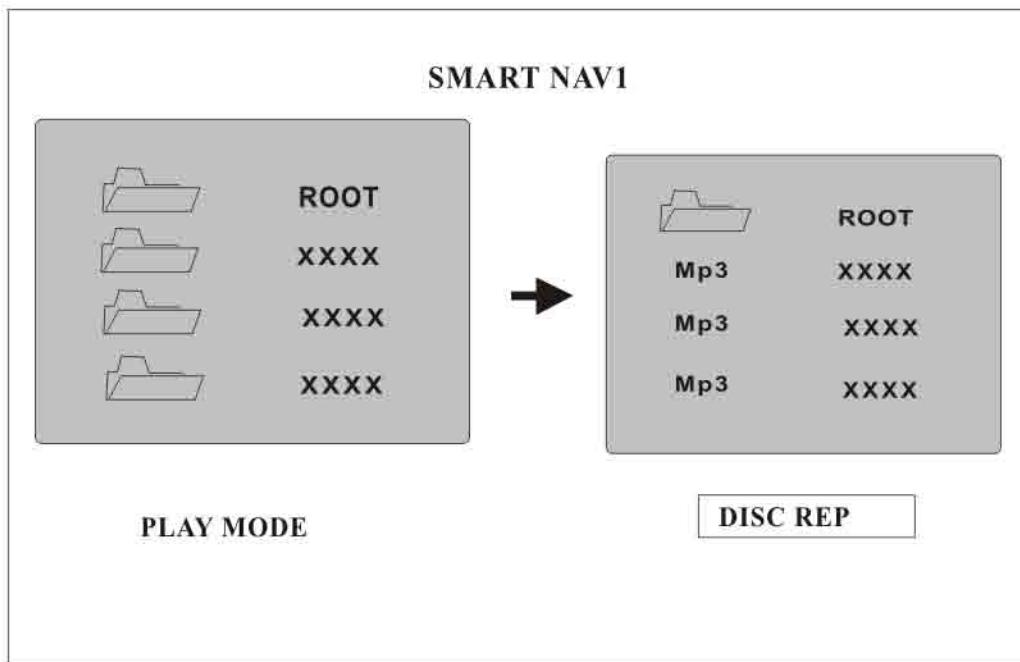 SMART NAV1
ROOT
XXXX
XXXX
XXXX
ROOT
Mp3 XXXX
Mp3 XXXX
Mp3 XXXX
PLAY MODE
DISC REP